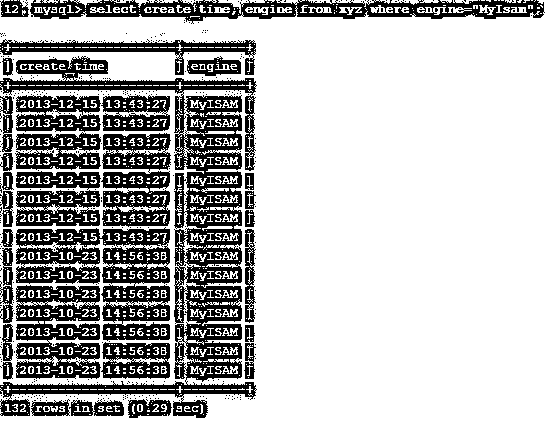 12. mysql> select create_time, engine from xyz where engine="MyIsam";
+---------------------+--------+
| create_time | engine |
+---------------------+--------+
| 2013-12-15 13:43:27 | MyISAM |
| 2013-12-15 13:43:27 | MyISAM |
| 2013-12-15 13:43:27 | MyISAM |
| 2013-12-15 13:43:27 | MyISAM |
| 2013-12-15 13:43:27 | MyISAM |
| 2013-12-15 13:43:27 | MyISAM |
| 2013-12-15 13:43:27 | MyISAM |
| 2013-12-15 13:43:27 | MyISAM |
| 2013-10-23 14:56:38 | MyISAM |
| 2013-10-23 14:56:38 | MyISAM |
| 2013-10-23 14:56:38 | MyISAM |
| 2013-10-23 14:56:38 | MyISAM |
| 2013-10-23 14:56:38 | MyISAM |
| 2013-10-23 14:56:38 | MyISAM |
| 2013-10-23 14:56:38 | MyISAM |
+---------------------+--------+
132 rows in set (0.29 sec)